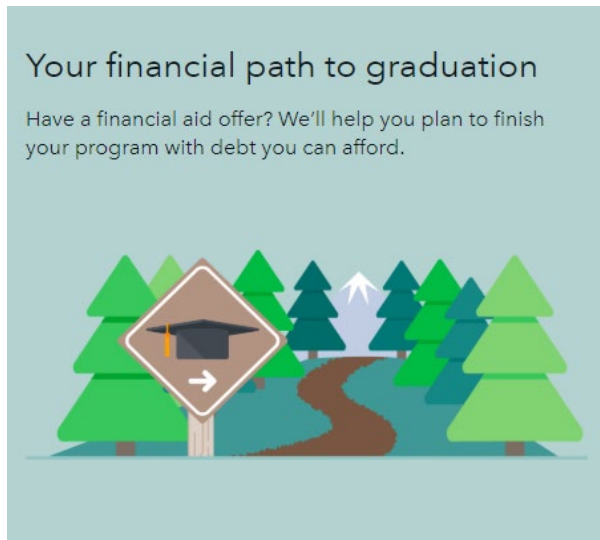 Your financial path to graduation
Have a financial aid offer? We’ll help you plan to finish
your program with debt you can afford.